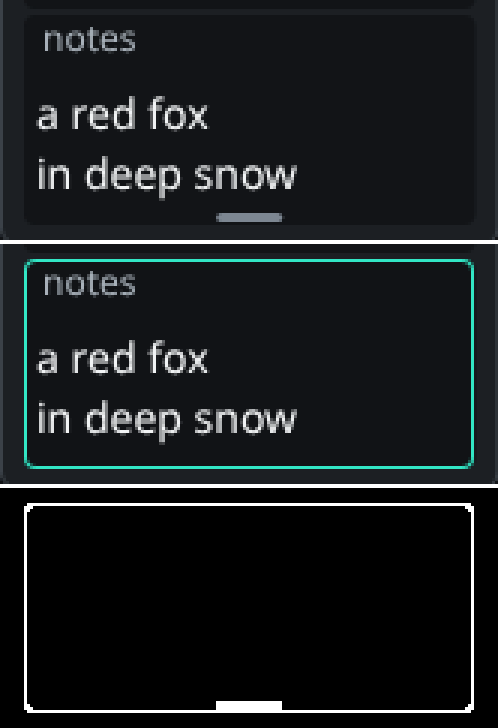 notes
a red fox
in deep snow
notes
a red fox
in deep snow